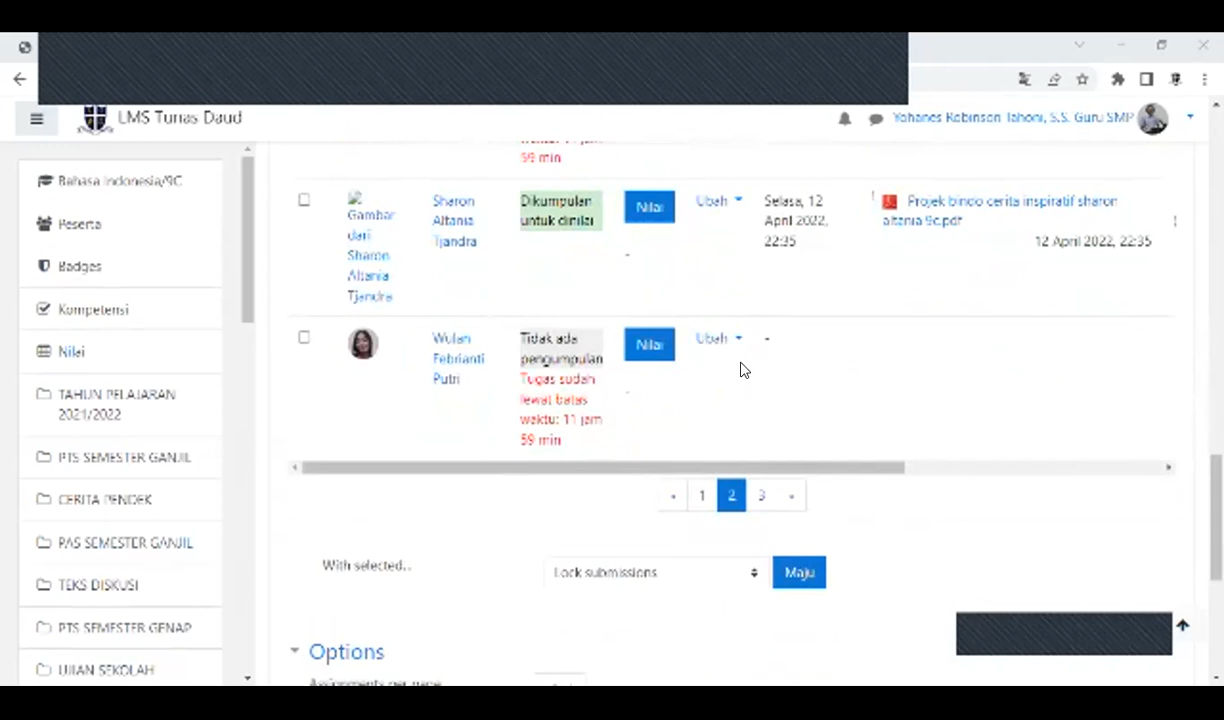 LMS Tunas Daud
Yohanes Robinson Tahoni, S.S. Guru SMP
Bahasa Indonesia/9C
Peserta
Badges
Kompetensi
Nilai
TAHUN PELAJARAN
2021/2022
PTS SEMESTER GANJIL
CERITA PENDEK
PAS SEMESTER GANJIL
TEKS DISKUSI
PTS SEMESTER GENAP
UJIAN SEKOLAH
59 min
Gambar
dari
Sharon
Altania
Tjandra
Sharon
Altania
Tjandra
Dikumpulan
untuk dinilai
Nilai
-
Ubah
Selasa, 12
April 2022,
22:35
Projek bindo cerita inspiratif sharon
altania 9c.pdf
12 April 2022, 22:35
Wulan
Febrianti
Putri
Tidak ada
pengumpulan
Tugas sudah
lewat batas
waktu: 11 jam
59 min
Nilai
-
Ubah
-
« 1 2 3 »
With selected...
Lock submissions
Maju
Options
Assignments per page